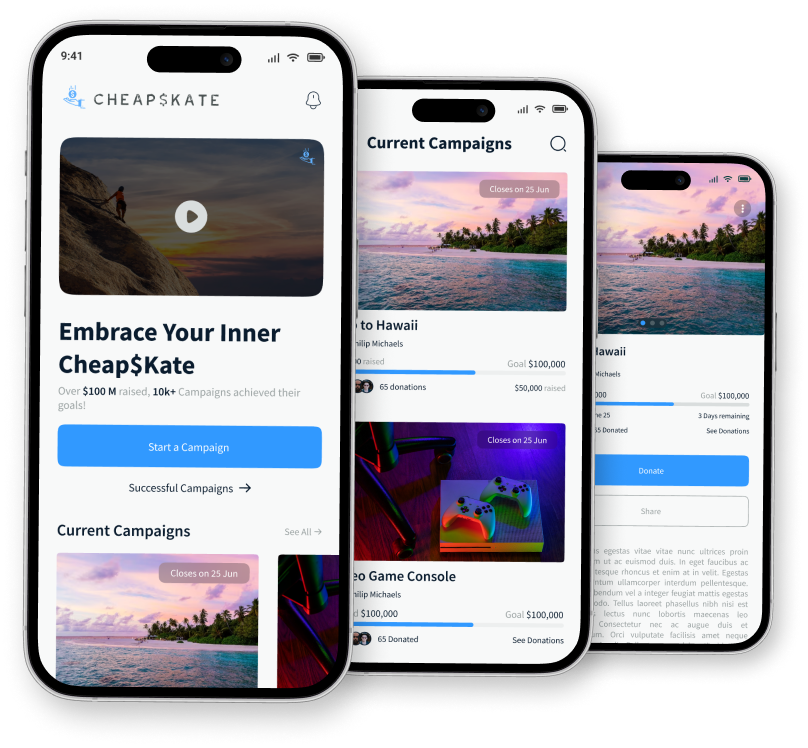 9:41
CHEAP$KATE
Embrace Your Inner
Cheap$Kate
Over $100 M raised, 10k+ Campaigns achieved their
goals!
Start a Campaign
Successful Campaigns →
Current Campaigns
See All →
Closes on 25 Jun
Current Campaigns
Closes on 25 Jun
to Hawaii
hilip Michaels
0 raised
Goal $100,000
65 donations
$50,000 raised
Closes on 25 Jun
eo Game Console
hilip Michaels
d $100,000
Goal $100,000
65 Donated
See Donations
Hawaii
Michaels
000
Goal $100,000
ne 25
3 Days remaining
65 Donated
See Donations
Donate
Share
s egestas vitae vitae nunc ultrices proin
m ut ac euismod duis. In eget faucibus ac
tesque rhoncus et enim at in velit. Egestas
ntum ullamcorper interdum pellentesque.
bendum vel a integer feugiat mattis egestas
odo. Tellus laoreet phasellus nibh nisi est
lectus nunc lobortis maecenas leo
Consectetur nec ac augue duis et
um. Orci vulputate facilisis amet neque